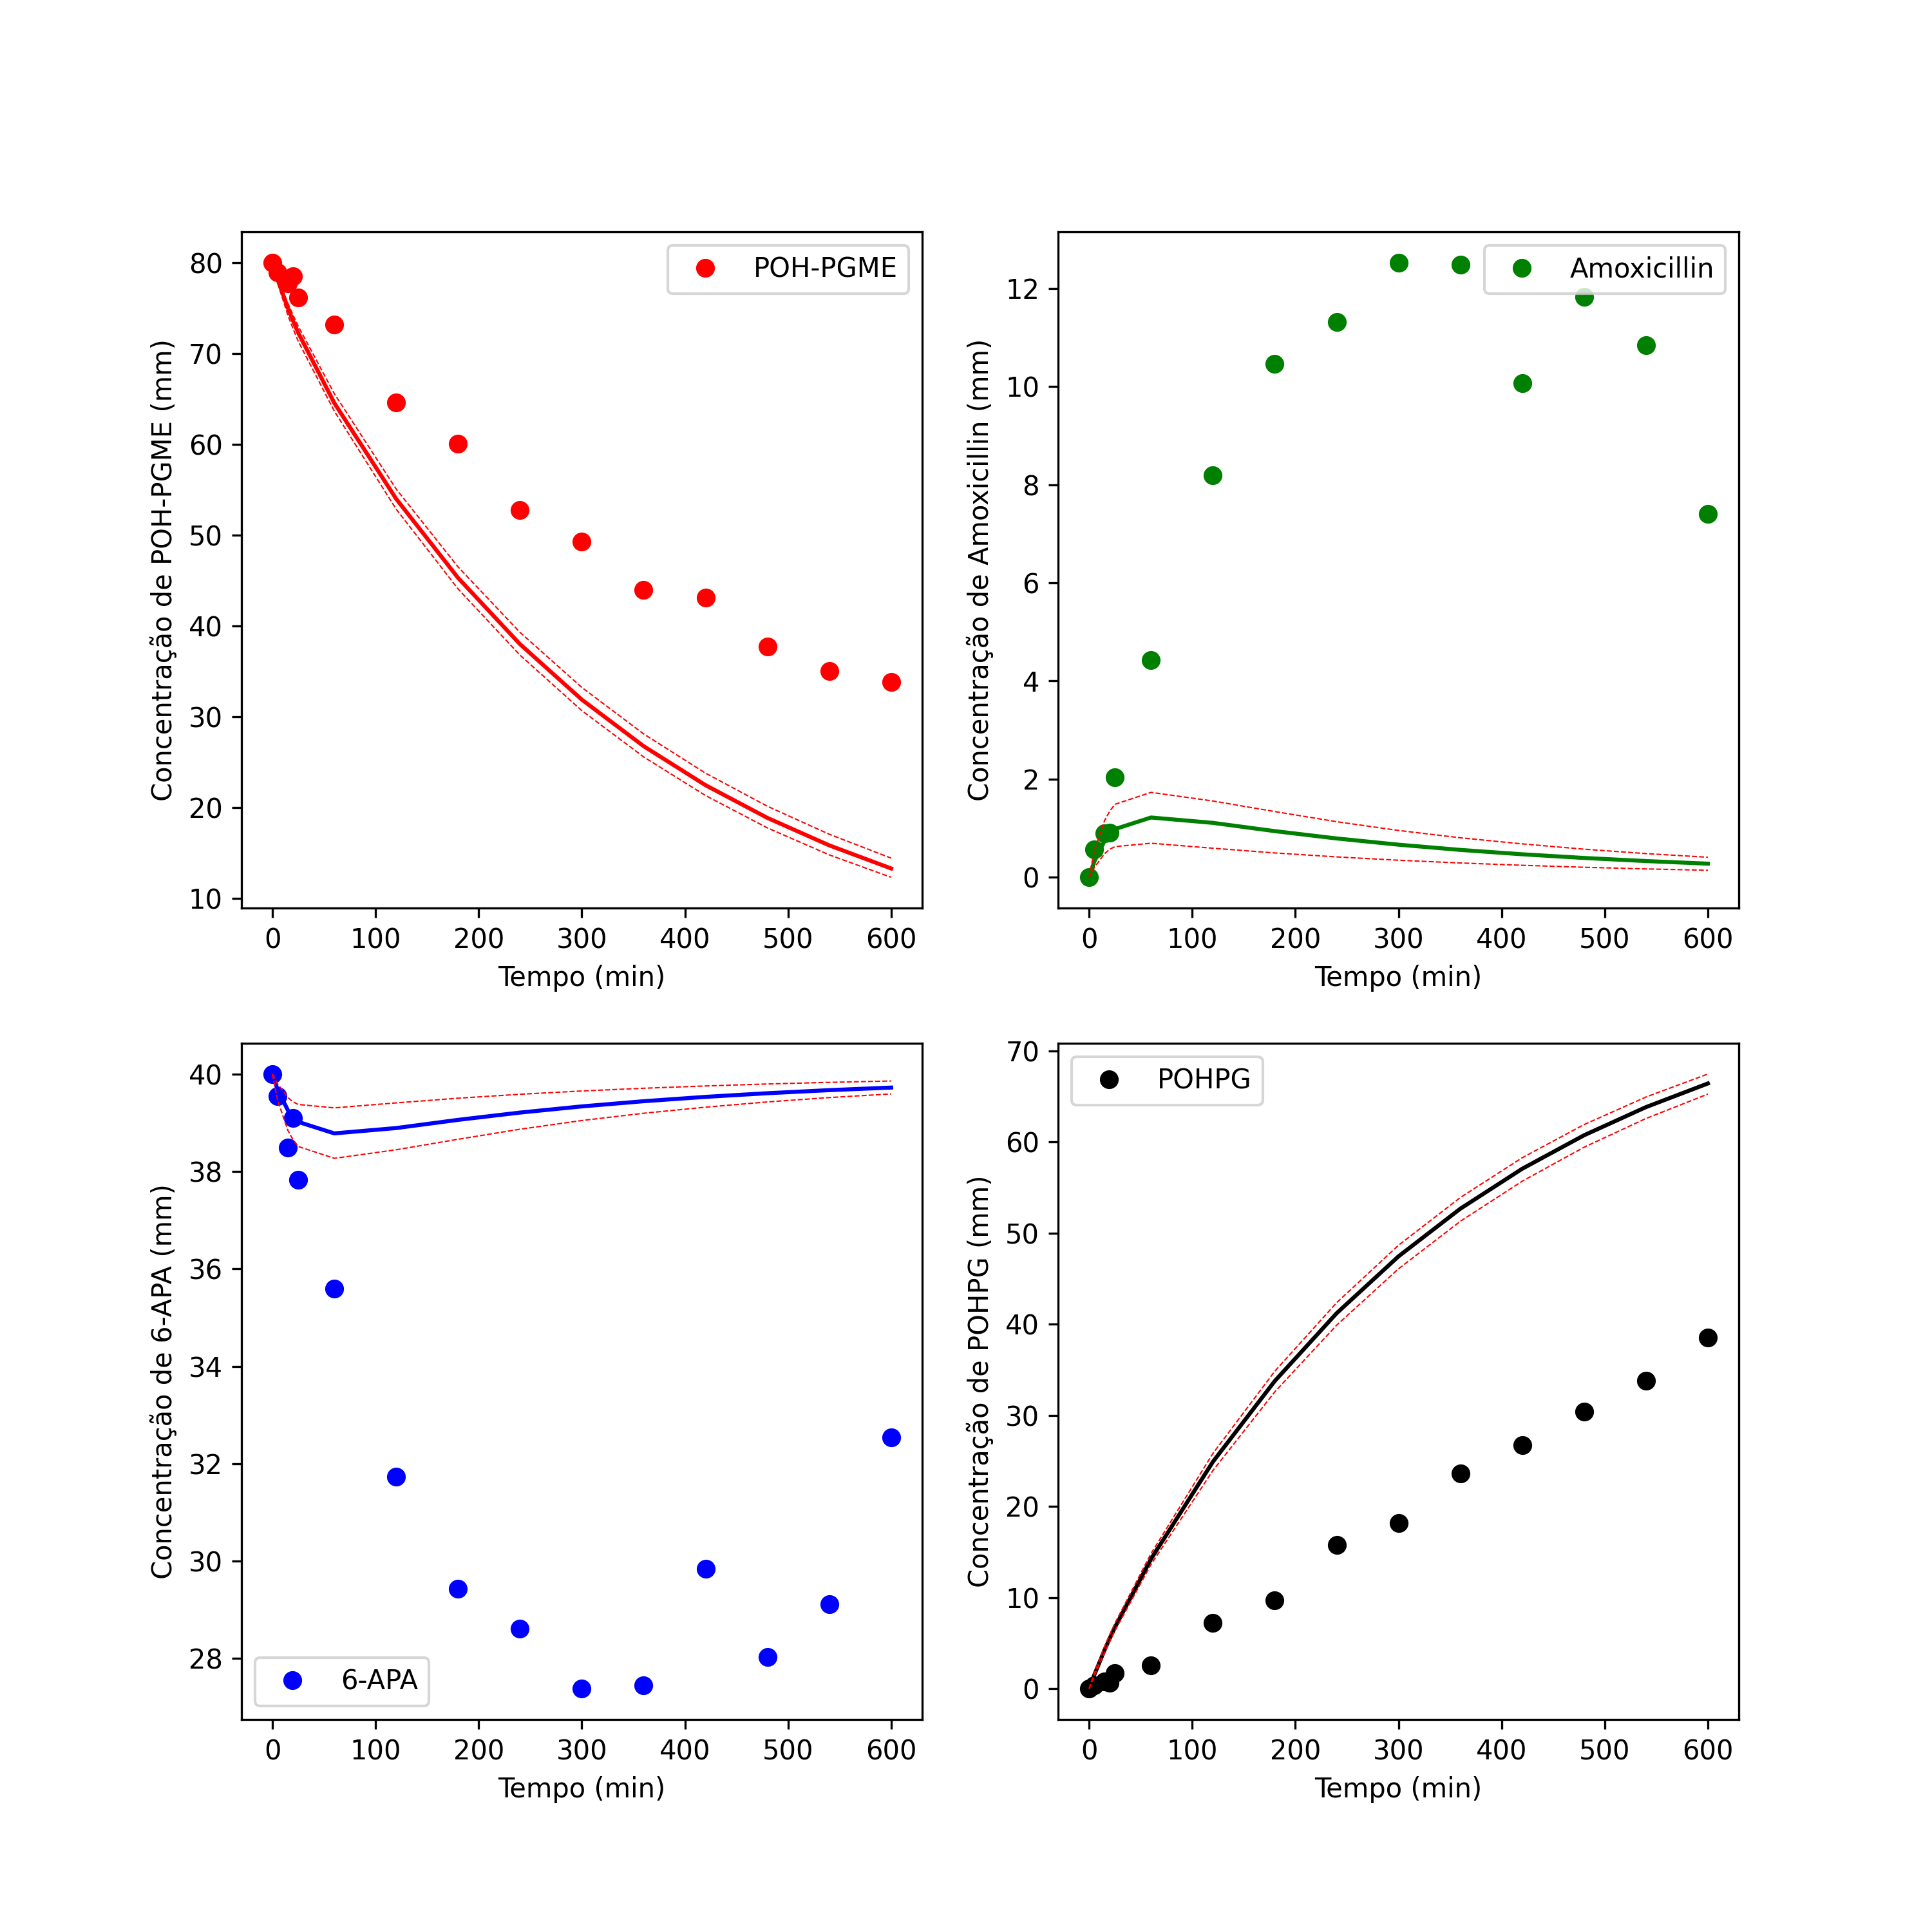 POH-PGME
Concentração de POH-PGME (mm)
80
70
60
50
40
30
20
10
0 100 200 300 400 500 600
Tempo (min)
Amoxicillin
Concentração de Amoxicillin (mm)
12
10
8
6
4
2
0
0 100 200 300 400 500 600
Tempo (min)
6-APA
Concentração de 6-APA (mm)
40
38
36
34
32
30
28
0 100 200 300 400 500 600
Tempo (min)
POHPG
Concentração de POHPG (mm)
70
60
50
40
30
20
10
0
0 100 200 300 400 500 600
Tempo (min)